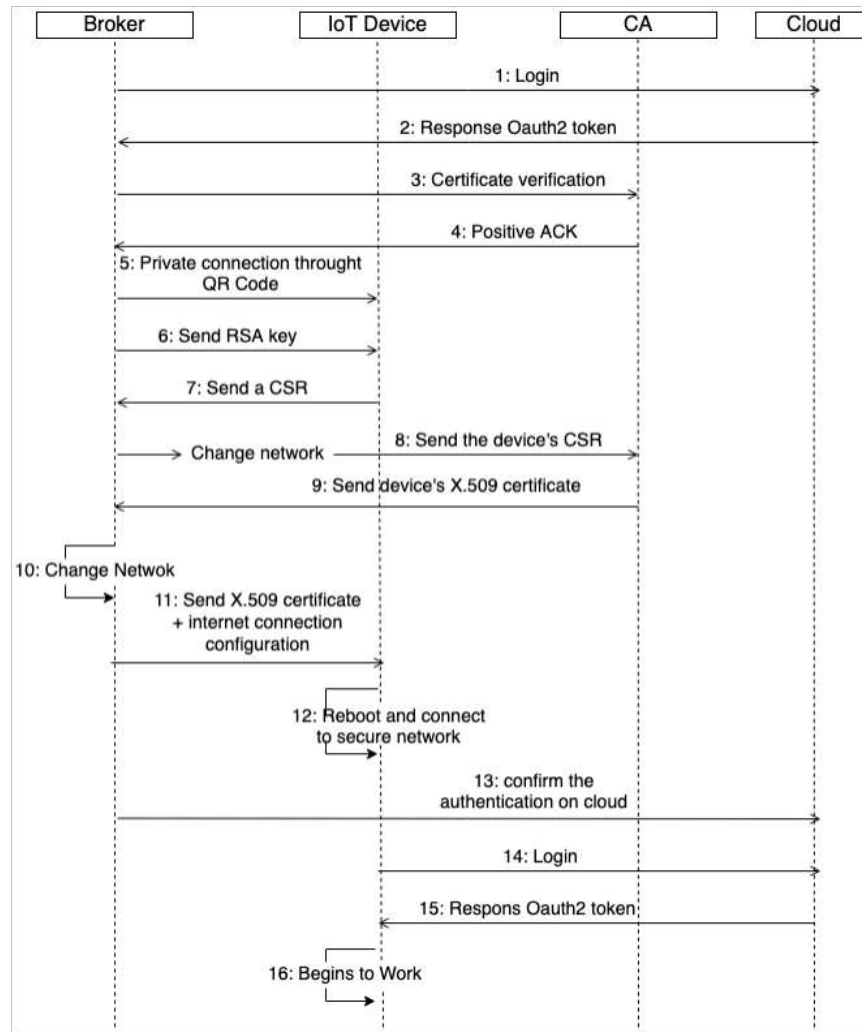 Broker
IoT Device
CA
Cloud
1: Login
2: Response Oauth2 token
3: Certificate verification
4: Positive ACK
5: Private connection throught
QR Code
6: Send RSA key
7: Send a CSR
Change network
8: Send the device's CSR
9: Send device's X.509 certificate
10: Change Netwok
11: Send X.509 certificate
+ internet connection
configuration
12: Reboot and connect
to secure network
13: confirm the
authentication on cloud
14: Login
15: Respons Oauth2 token
16: Begins to Work